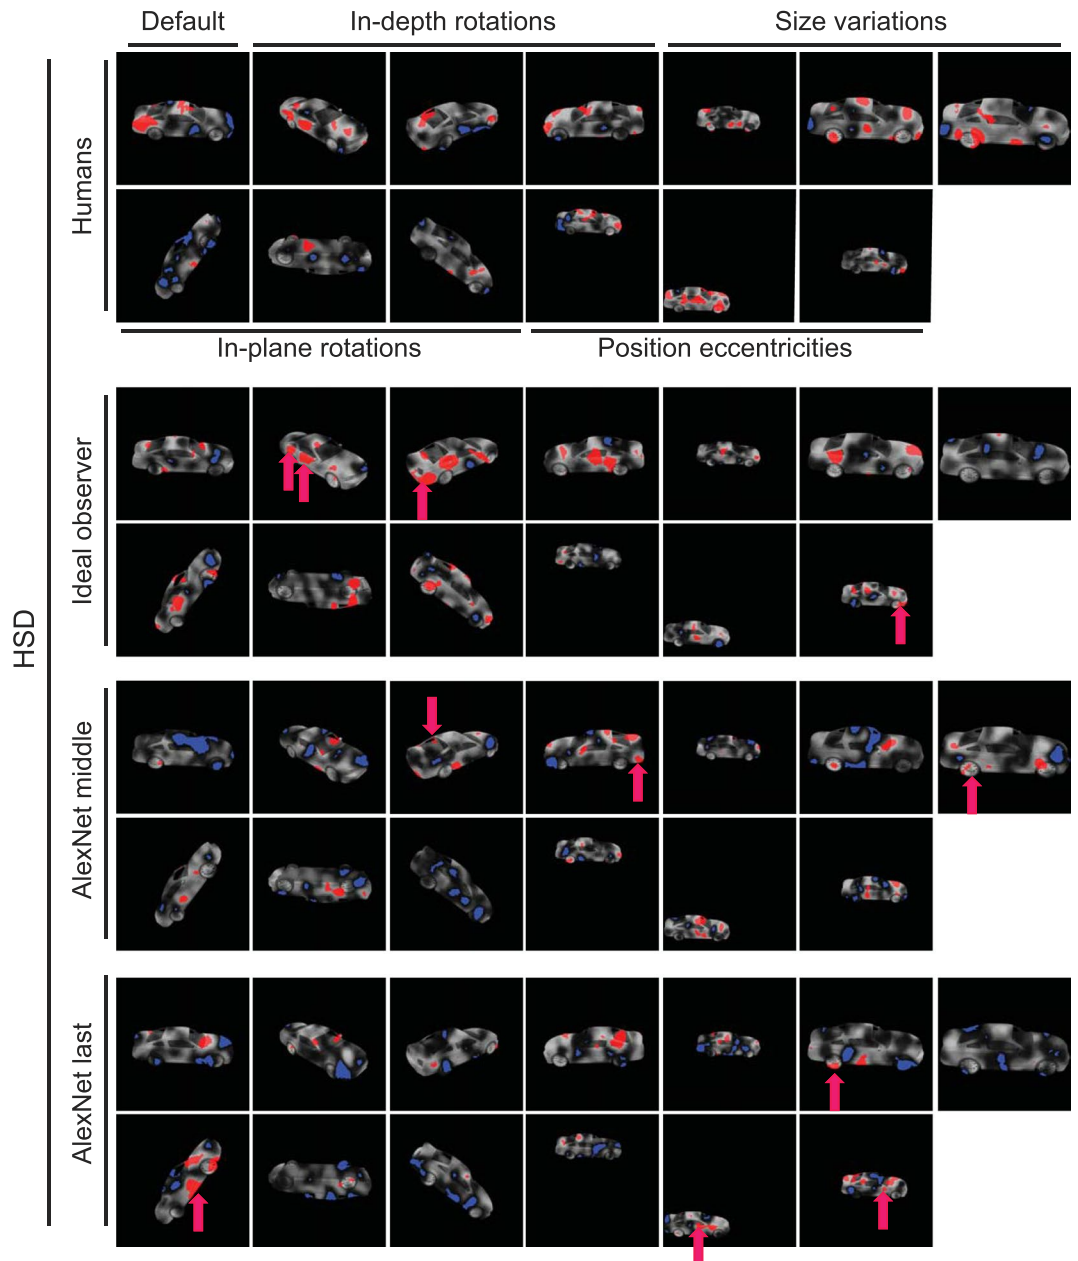 Default
In-depth rotations
Size variations
Humans
In-plane rotations
Position eccentricities
HSD
Ideal observer
AlexNet middle
AlexNet last